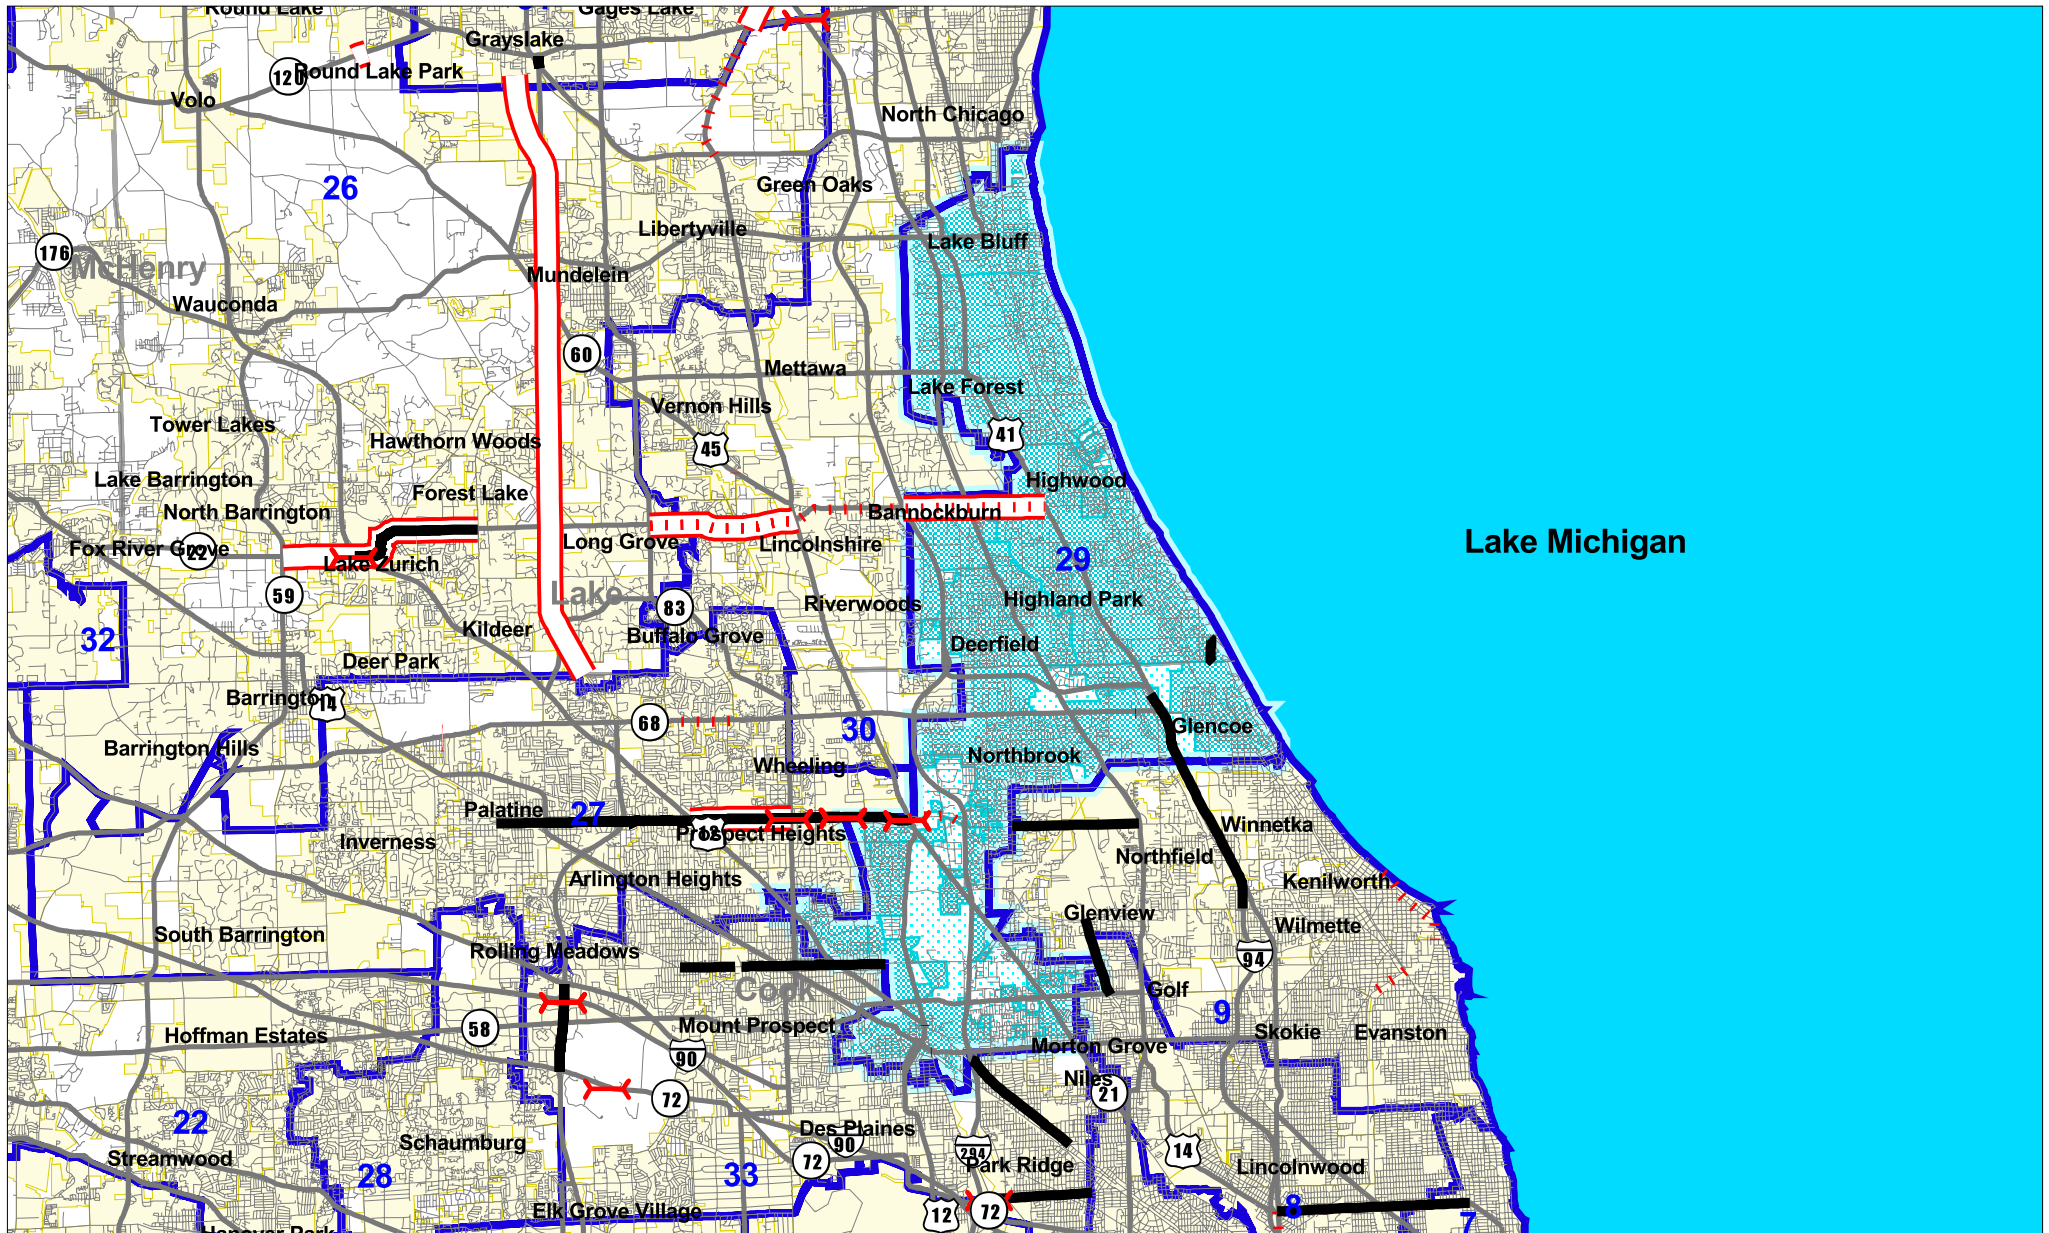 Round Lake
Gages Lake
Grayslake
Round Lake Park
120
Volo
North Chicago
26
Green Oaks
Libertyville
Lake Bluff
176
McHenry
Mundelein
Wauconda
60
Mettawa
Lake Forest
Vernon Hills
Tower Lakes
Hawthorn Woods
41
45
Lake Barrington
Forest Lake
Highwood
North Barrington
Bannockburn
Fox River Grove
22
Long Grove
Lincolnshire
Lake Michigan
Lake Zurich
29
59
Lake
83
Riverwoods
Highland Park
32
Kildeer
Buffalo Grove
Deerfield
Deer Park
Barrington
14
68
30
Glencoe
Barrington Hills
Northbrook
Wheeling
Palatine
27
12
Prospect Heights
Winnetka
Inverness
Northfield
Arlington Heights
Kenilworth
Glenview
South Barrington
Wilmette
Rolling Meadows
94
Cook
Golf
9
58
Mount Prospect
Hoffman Estates
Skokie
Evanston
90
Morton Grove
Niles
72
21
22
Des Plaines
90
Schaumburg
Streamwood
294
14
72
Park Ridge
Lincolnwood
28
33
Elk Grove Village
12
72
8
7
Hanover Park